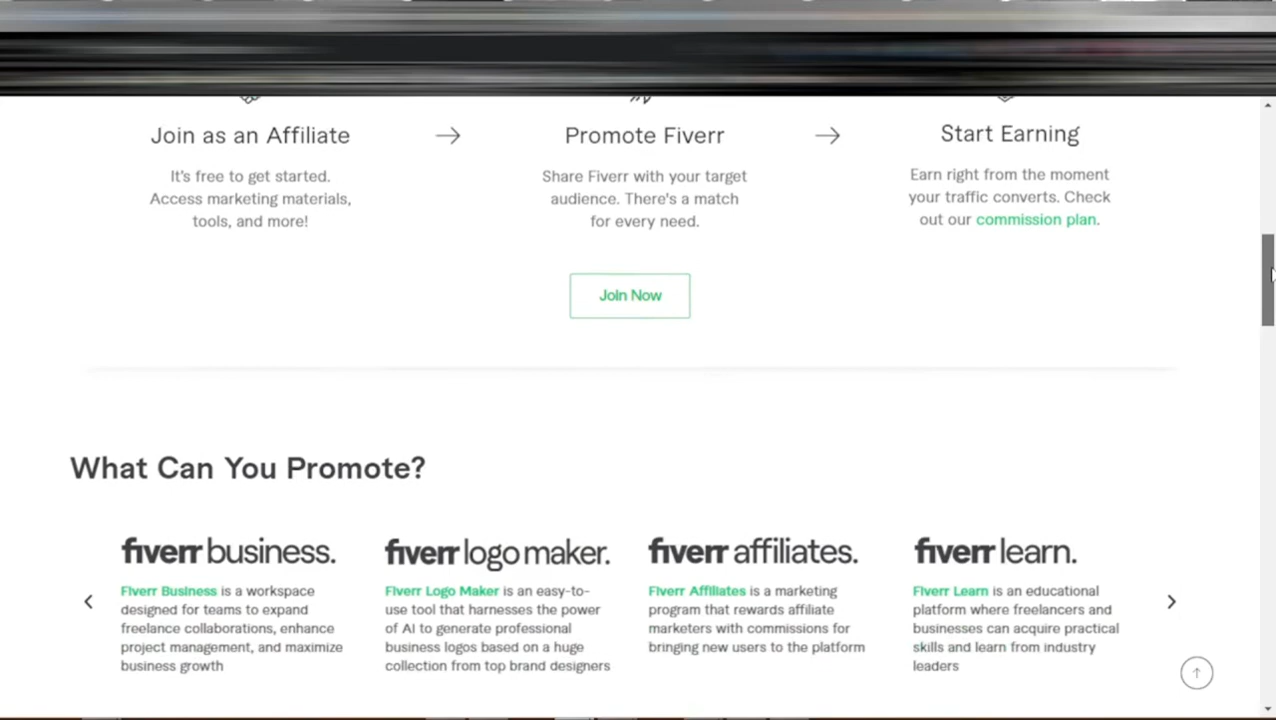 Join as an Affiliate
It's free to get started.
Access marketing materials,
tools, and more!
Promote Fiverr
Share Fiverr with your target
audience. There's a match
for every need.
Start Earning
Earn right from the moment
your traffic converts. Check
out our commission plan.
Join Now
What Can You Promote?
fiverr business.
Fiverr Business is a workspace
designed for teams to expand
freelance collaborations, enhance
project management, and maximize
business growth
fiverr logo maker.
Fiverr Logo Maker is an easy-to-
use tool that harnesses the power
of AI to generate professional
business logos based on a huge
collection from top brand designers
fiverr affiliates.
Fiverr Affiliates is a marketing
program that rewards affiliate
marketers with commissions for
bringing new users to the platform
fiverr learn.
Fiverr Learn is an educational
platform where freelancers and
businesses can acquire practical
skills and learn from industry
leaders